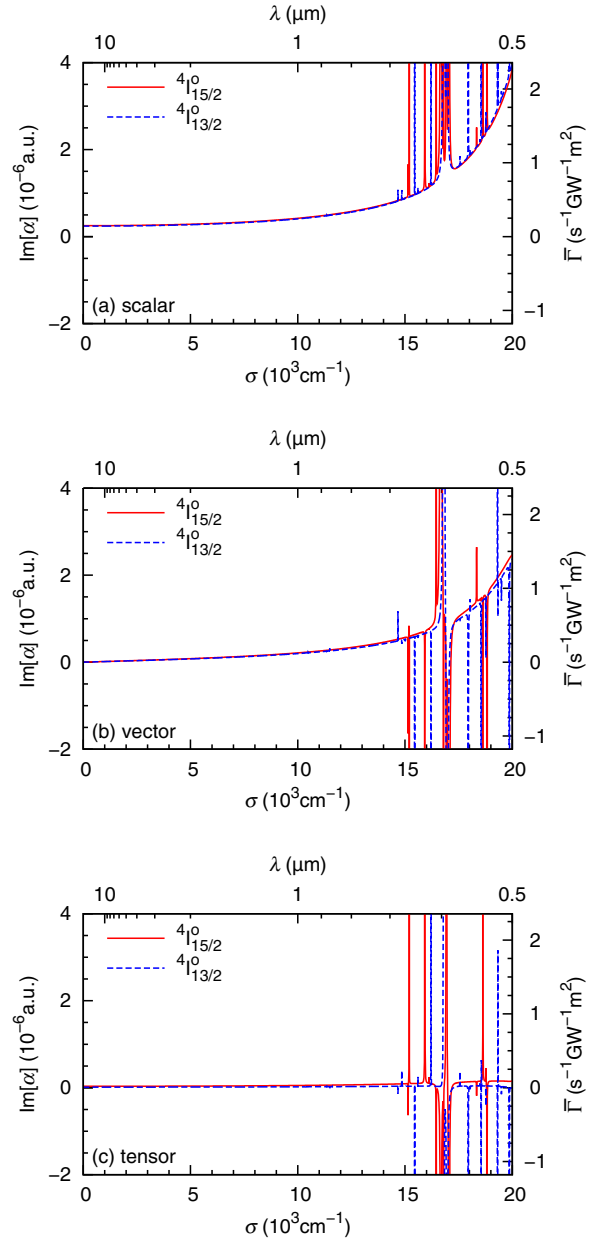 λ (μm)
10 1 0.5
4 2 0 −2
Im[α] (10⁻⁶a.u.)
⁴I°₁₅/₂
⁴I°₁₃/₂
(a) scalar
2 1 0 −1
Γ̅ (s⁻¹GW⁻¹m²)
0 5 10 15 20
σ (10³cm⁻¹)
λ (μm)
10 1 0.5
4 2 0 −2
Im[α] (10⁻⁶a.u.)
⁴I°₁₅/₂
⁴I°₁₃/₂
(b) vector
2 1 0 −1
Γ̅ (s⁻¹GW⁻¹m²)
0 5 10 15 20
σ (10³cm⁻¹)
λ (μm)
10 1 0.5
4 2 0 −2
Im[α] (10⁻⁶a.u.)
⁴I°₁₅/₂
⁴I°₁₃/₂
(c) tensor
2 1 0 −1
Γ̅ (s⁻¹GW⁻¹m²)
0 5 10 15 20
σ (10³cm⁻¹)